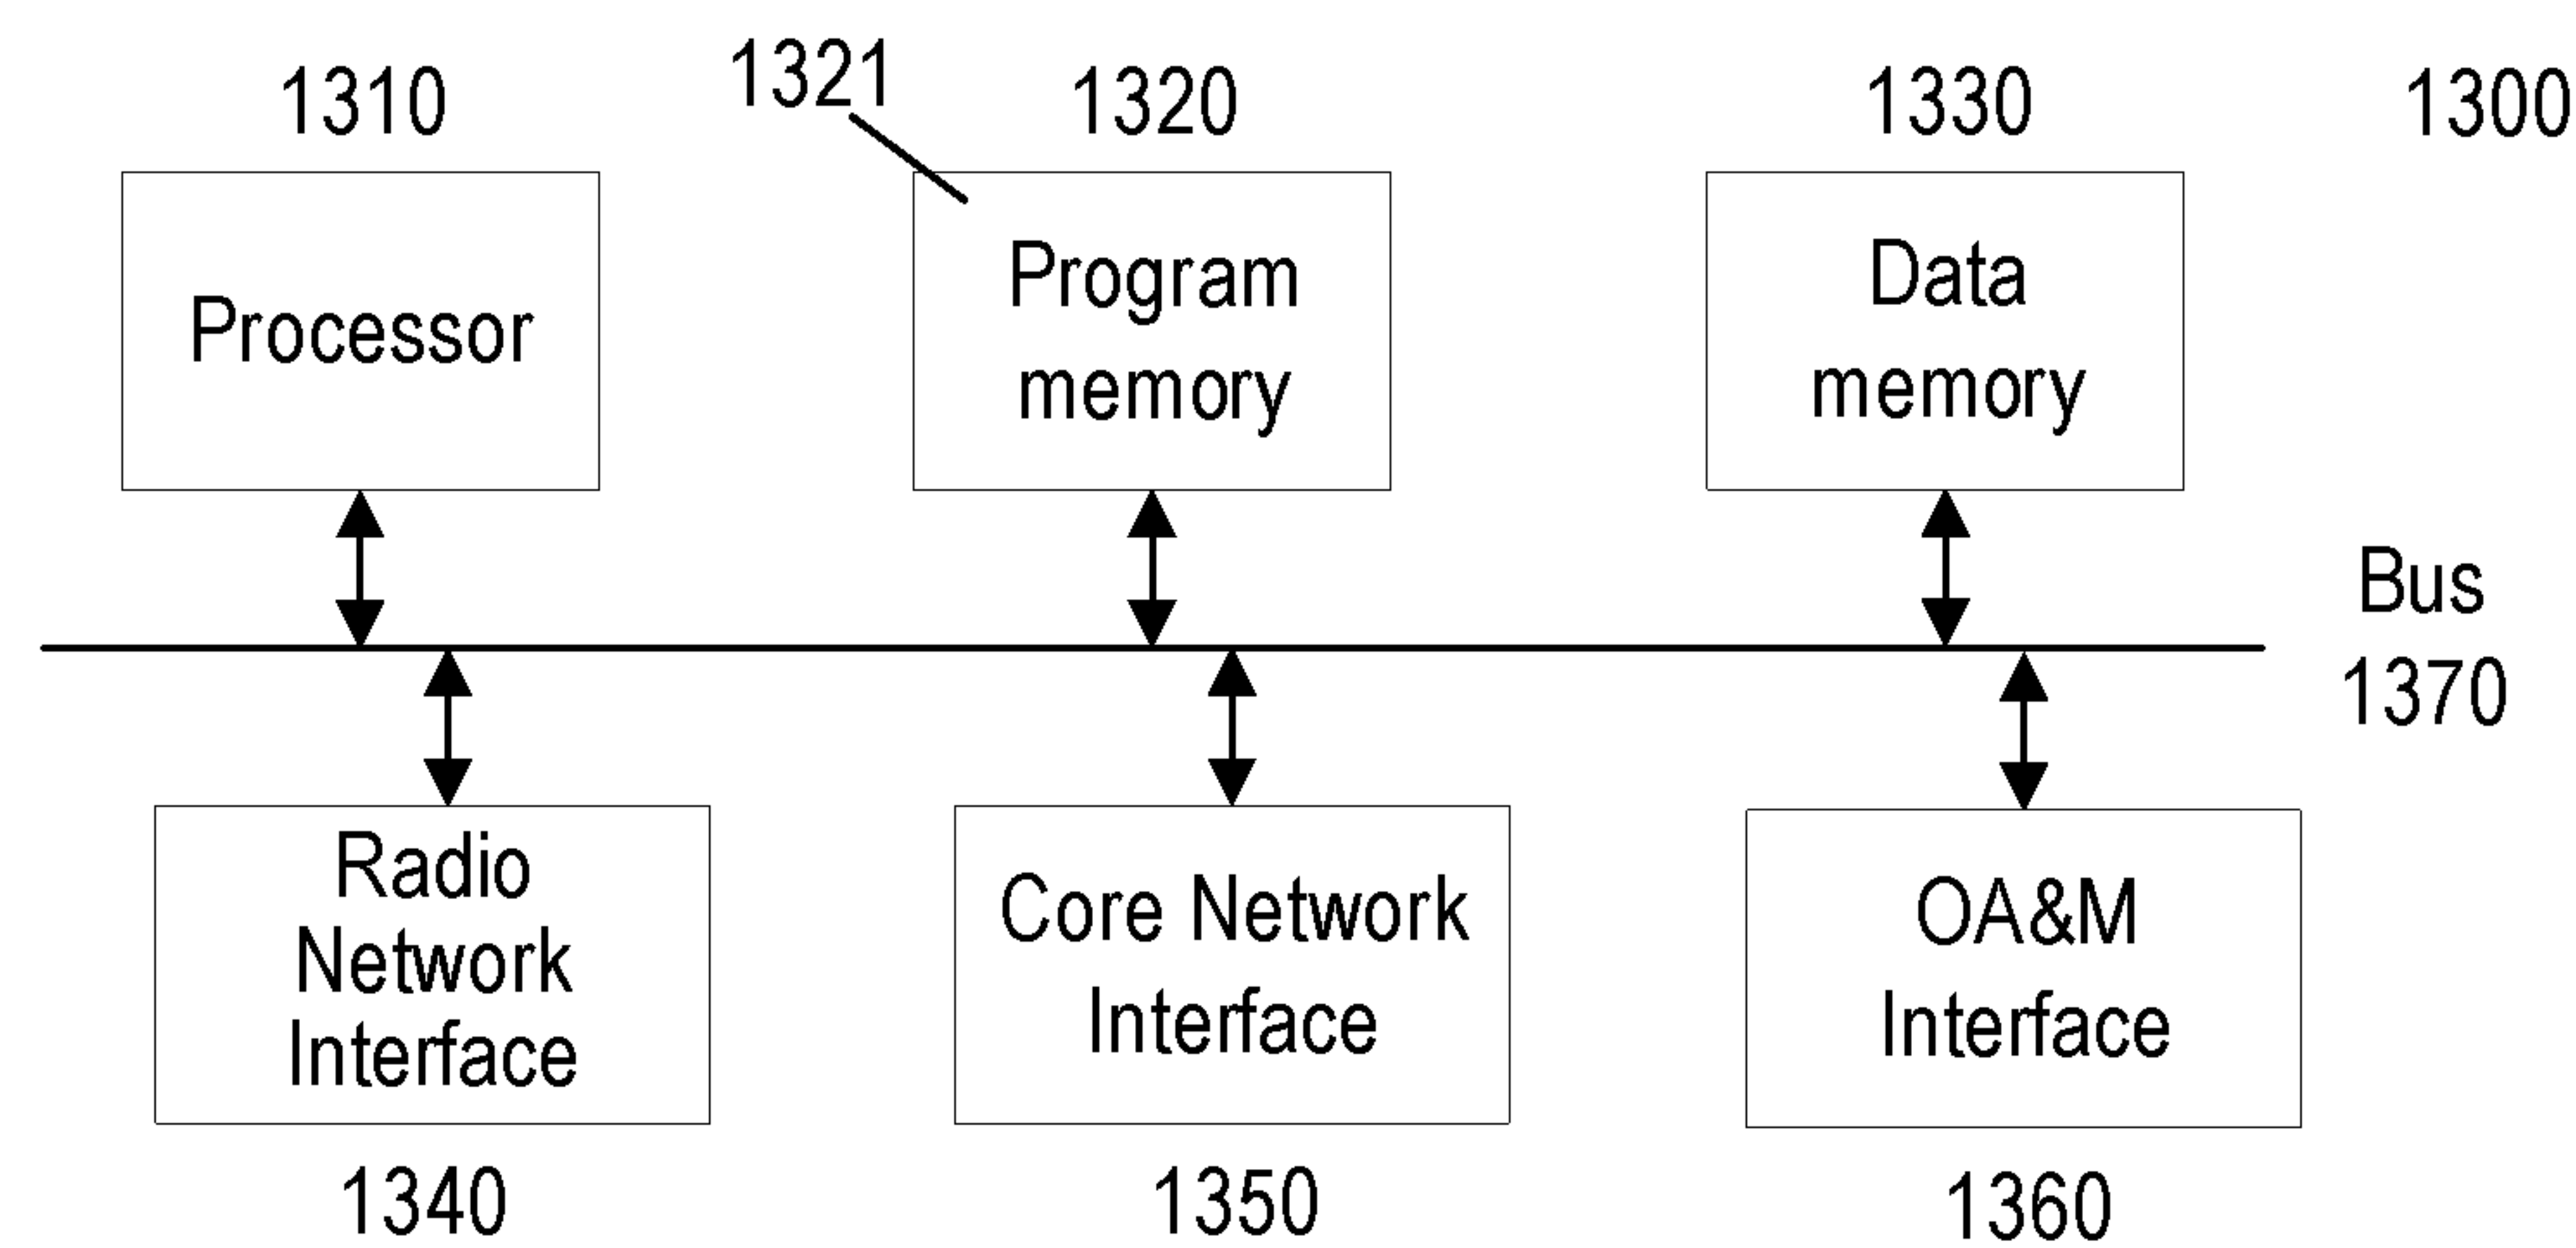 1310
1321
1320
1330
1300
Processor
Program
memory
Data
memory
Bus
1370
Radio
Network
Interface
Core Network
Interface
OA&M
Interface
1340
1350
1360